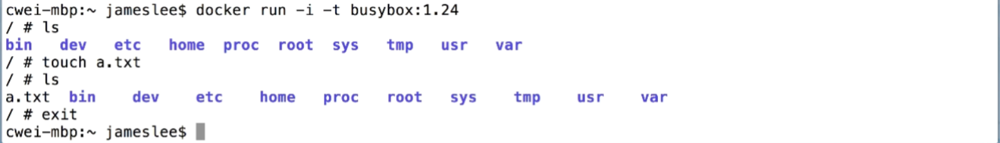 cwei-mbp:~ jameslee$ docker run -i -t busybox:1.24
/ # ls
bin dev etc home proc root sys tmp usr var
/ # touch a.txt
/ # ls
a.txt bin dev etc home proc root sys tmp usr var
/ # exit
cwei-mbp:~ jameslee$